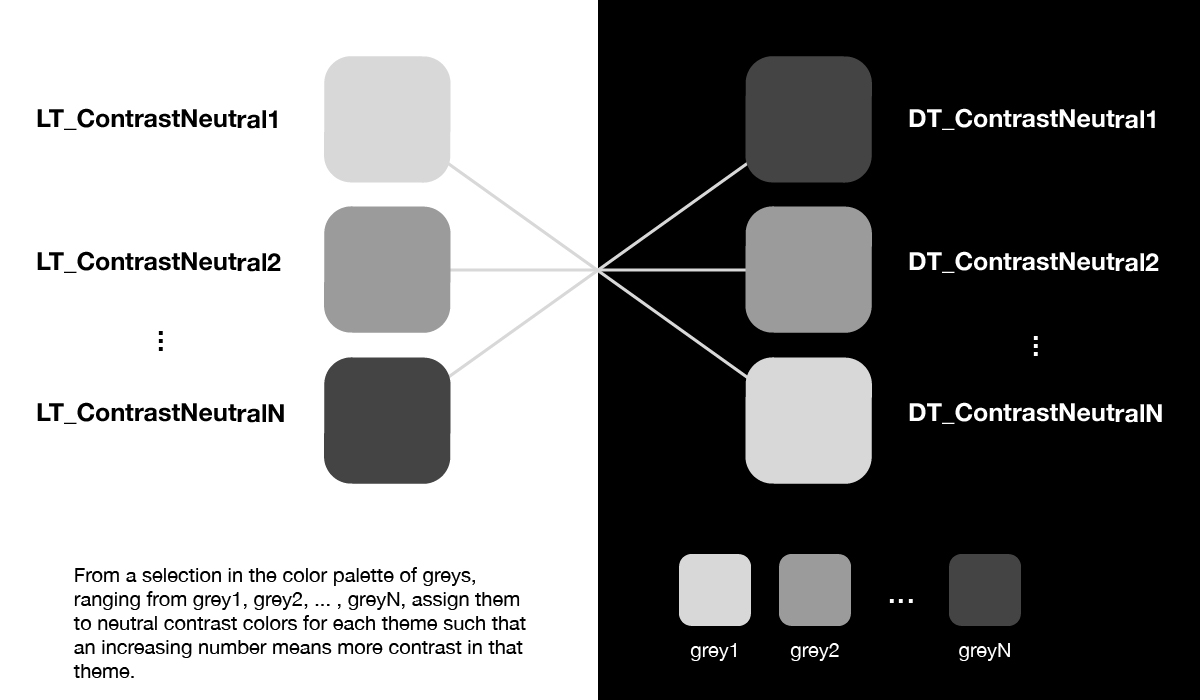 LT_ContrastNeutral1
LT_ContrastNeutral2
⋮
LT_ContrastNeutralN
DT_ContrastNeutral1
DT_ContrastNeutral2
⋮
DT_ContrastNeutralN
From a selection in the color palette of greys,
ranging from grey1, grey2, ... , greyN, assign them
to neutral contrast colors for each theme such that
an increasing number means more contrast in that
theme.
...
grey1 grey2 greyN